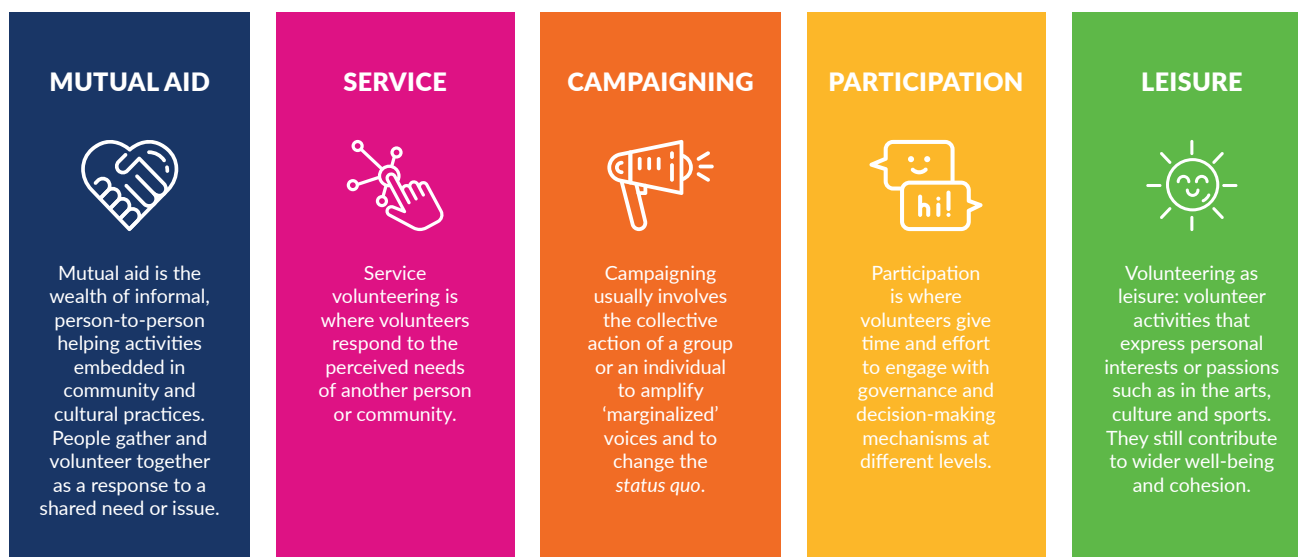 MUTUAL AID
Mutual aid is the
wealth of informal,
person-to-person
helping activities
embedded in
community and
cultural practices.
People gather and
volunteer together
as a response to a
shared need or issue.
SERVICE
Service
volunteering is
where volunteers
respond to the
perceived needs
of another person
or community.
CAMPAIGNING
Campaigning
usually involves
the collective
action of a group
or an individual
to amplify
‘marginalized’
voices and to
change the
status quo.
PARTICIPATION
hi!
Participation
is where
volunteers give
time and effort
to engage with
governance and
decision-making
mechanisms at
different levels.
LEISURE
Volunteering as
leisure: volunteer
activities that
express personal
interests or passions
such as in the arts,
culture and sports.
They still contribute
to wider well-being
and cohesion.